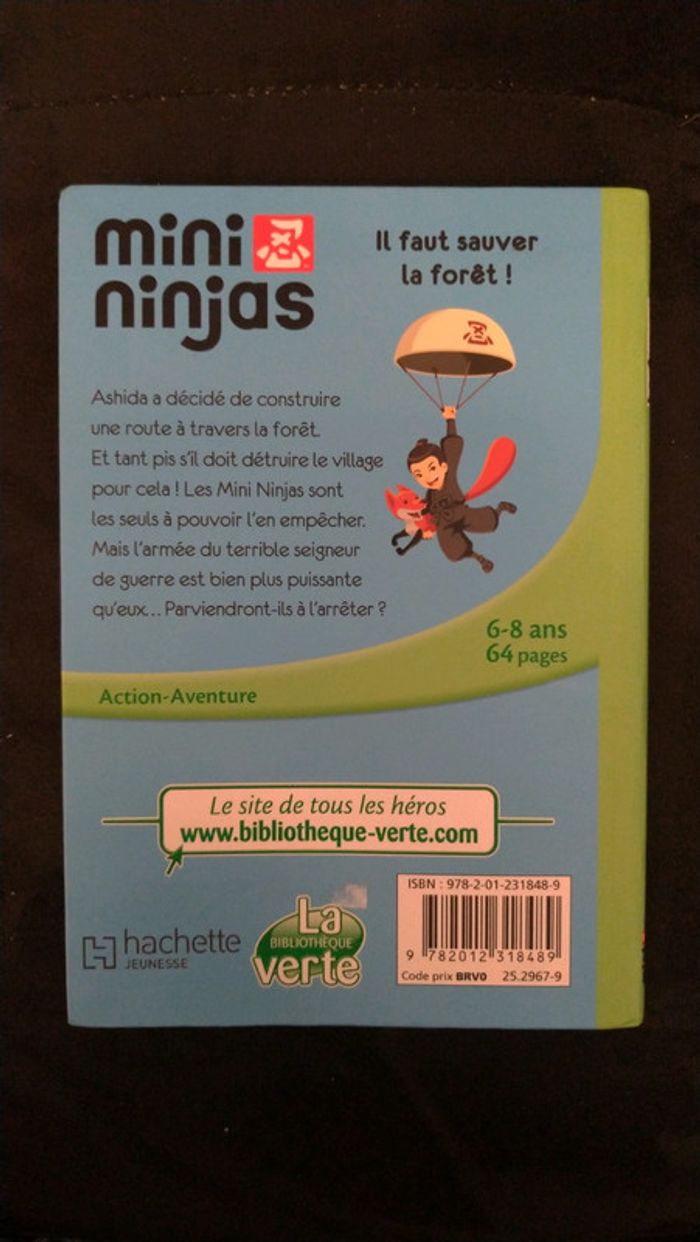 mini
ninjas
Il faut sauver
la forêt !
Ashida a décidé de construire
une route à travers la forêt.
Et tant pis s'il doit détruire le village
pour cela ! Les Mini Ninjas sont
les seuls à pouvoir l'en empêcher.
Mais l'armée du terrible seigneur
de guerre est bien plus puissante
qu'eux... Parviendront-ils à l'arrêter ?
6-8 ans
64 pages
Action-Aventure
Le site de tous les héros
www.bibliotheque-verte.com
hachette
JEUNESSE
La
BIBLIOTHÈQUE
verte
ISBN : 978-2-01-231848-9
9 782012 318489
Code prix BRV0 25.2967-9